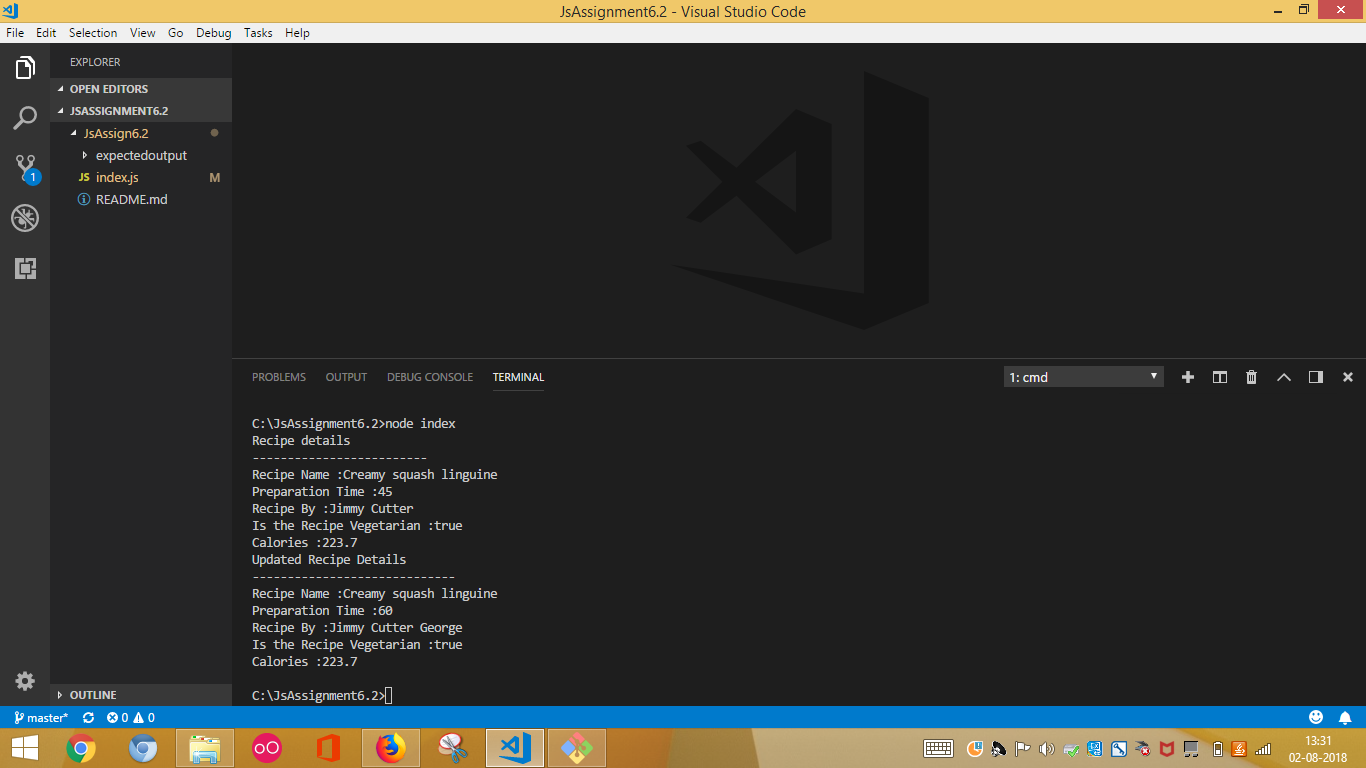 JsAssignment6.2 - Visual Studio Code
File Edit Selection View Go Debug Tasks Help
EXPLORER
OPEN EDITORS
JSASSIGNMENT6.2
JsAssign6.2
expectedoutput
JS index.js M
README.md
1
OUTLINE
PROBLEMS OUTPUT DEBUG CONSOLE TERMINAL
1: cmd
C:\JsAssignment6.2>node index
Recipe details
-------------------------
Recipe Name :Creamy squash linguine
Preparation Time :45
Recipe By :Jimmy Cutter
Is the Recipe Vegetarian :true
Calories :223.7
Updated Recipe Details
-----------------------------
Recipe Name :Creamy squash linguine
Preparation Time :60
Recipe By :Jimmy Cutter George
Is the Recipe Vegetarian :true
Calories :223.7
C:\JsAssignment6.2>
master* 0 0
13:31
02-08-2018